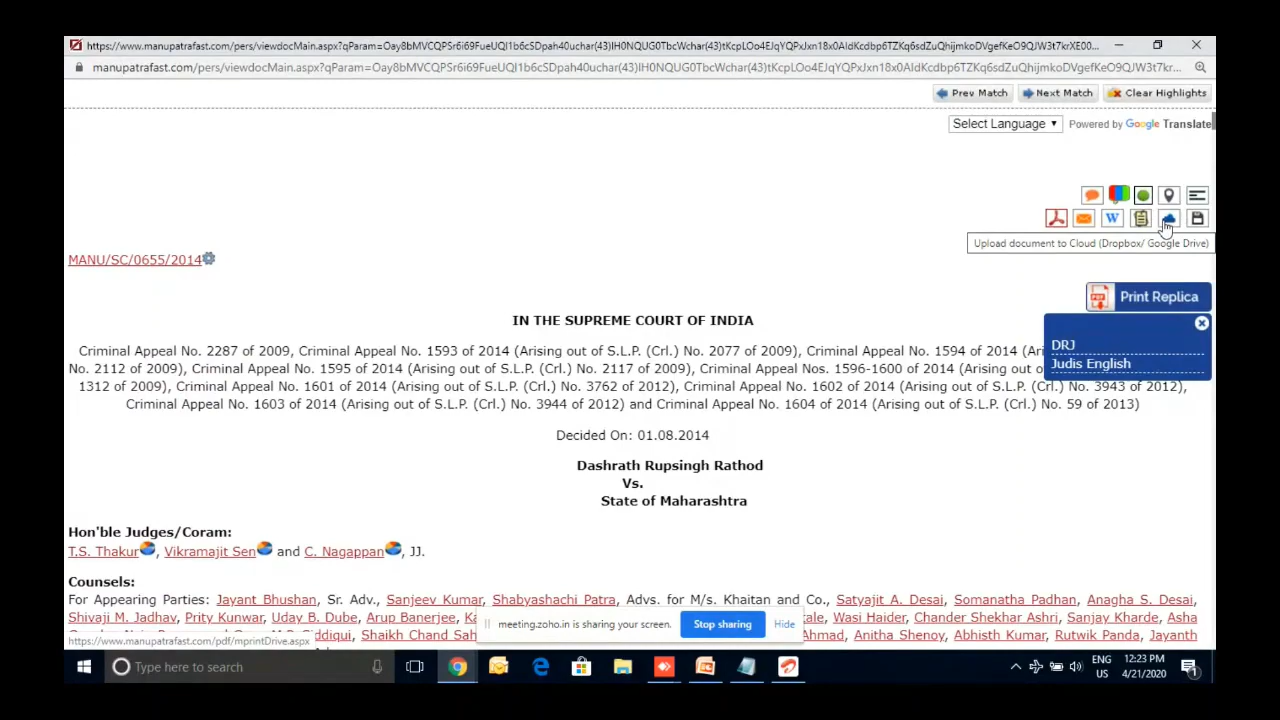 https://www.manupatrafast.com/pers/viewdocMain.aspx?qParam=Oay8bMVCQPSr6i69FueUQI1b6cSDpah40uchar(43)IH0NQUG0TbcWchar(43)tKcpLOo4EJqYQPxJxn18x0AIdKcdbp6TZKq6sdZuQhijmkoDVgefKeO9QJW3t7krXE00...
manupatrafast.com/pers/viewdocMain.aspx?qParam=Oay8bMVCQPSr6i69FueUQI1b6cSDpah40uchar(43)IH0NQUG0TbcWchar(43)tKcpLOo4EJqYQPxJxn18x0AIdKcdbp6TZKq6sdZuQhijmkoDVgefKeO9QJW3t7kr...
Prev Match Next Match Clear Highlights
Select Language Powered by Google Translate
Upload document to Cloud (Dropbox/ Google Drive)
MANU/SC/0655/2014
Print Replica
IN THE SUPREME COURT OF INDIA
DRJ
Judis English
Criminal Appeal No. 2287 of 2009, Criminal Appeal No. 1593 of 2014 (Arising out of S.L.P. (Crl.) No. 2077 of 2009), Criminal Appeal No. 1594 of 2014 (Ari
No. 2112 of 2009), Criminal Appeal No. 1595 of 2014 (Arising out of S.L.P. (Crl.) No. 2117 of 2009), Criminal Appeal Nos. 1596-1600 of 2014 (Arising out
1312 of 2009), Criminal Appeal No. 1601 of 2014 (Arising out of S.L.P. (Crl.) No. 3762 of 2012), Criminal Appeal No. 1602 of 2014 (Arising out of S.L.P. (Crl.) No. 3943 of 2012),
Criminal Appeal No. 1603 of 2014 (Arising out of S.L.P. (Crl.) No. 3944 of 2012) and Criminal Appeal No. 1604 of 2014 (Arising out of S.L.P. (Crl.) No. 59 of 2013)
Decided On: 01.08.2014
Dashrath Rupsingh Rathod
Vs.
State of Maharashtra
Hon'ble Judges/Coram:
T.S. Thakur, Vikramajit Sen and C. Nagappan, JJ.
Counsels:
For Appearing Parties: Jayant Bhushan, Sr. Adv., Sanjeev Kumar, Shabyashachi Patra, Advs. for M/s. Khaitan and Co., Satyajit A. Desai, Somanatha Padhan, Anagha S. Desai,
Shivaji M. Jadhav, Prity Kunwar, Uday B. Dube, Arup Banerjee, Ka kale, Wasi Haider, Chander Shekhar Ashri, Sanjay Kharde, Asha
ddiqui, Shaikh Chand Sah Ahmad, Anitha Shenoy, Abhisth Kumar, Rutwik Panda, Jayanth
meeting.zoho.in is sharing your screen. Stop sharing Hide
https://www.manupatrafast.com/pdf/mprintDrive.aspx
Type here to search
ENG
US
12:23 PM
4/21/2020
1